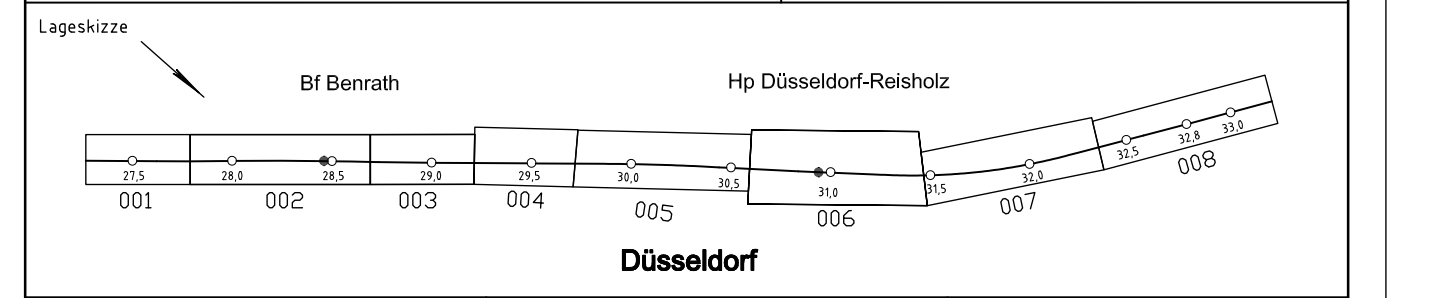 Lageskizze
Bf Benrath
Hp Düsseldorf-Reisholz
27,5 28,0 28,5 29,0 29,5 30,0 30,5 31,0 31,5 32,0 32,5 32,8 33,0
001 002 003 004 005 006 007 008
Düsseldorf